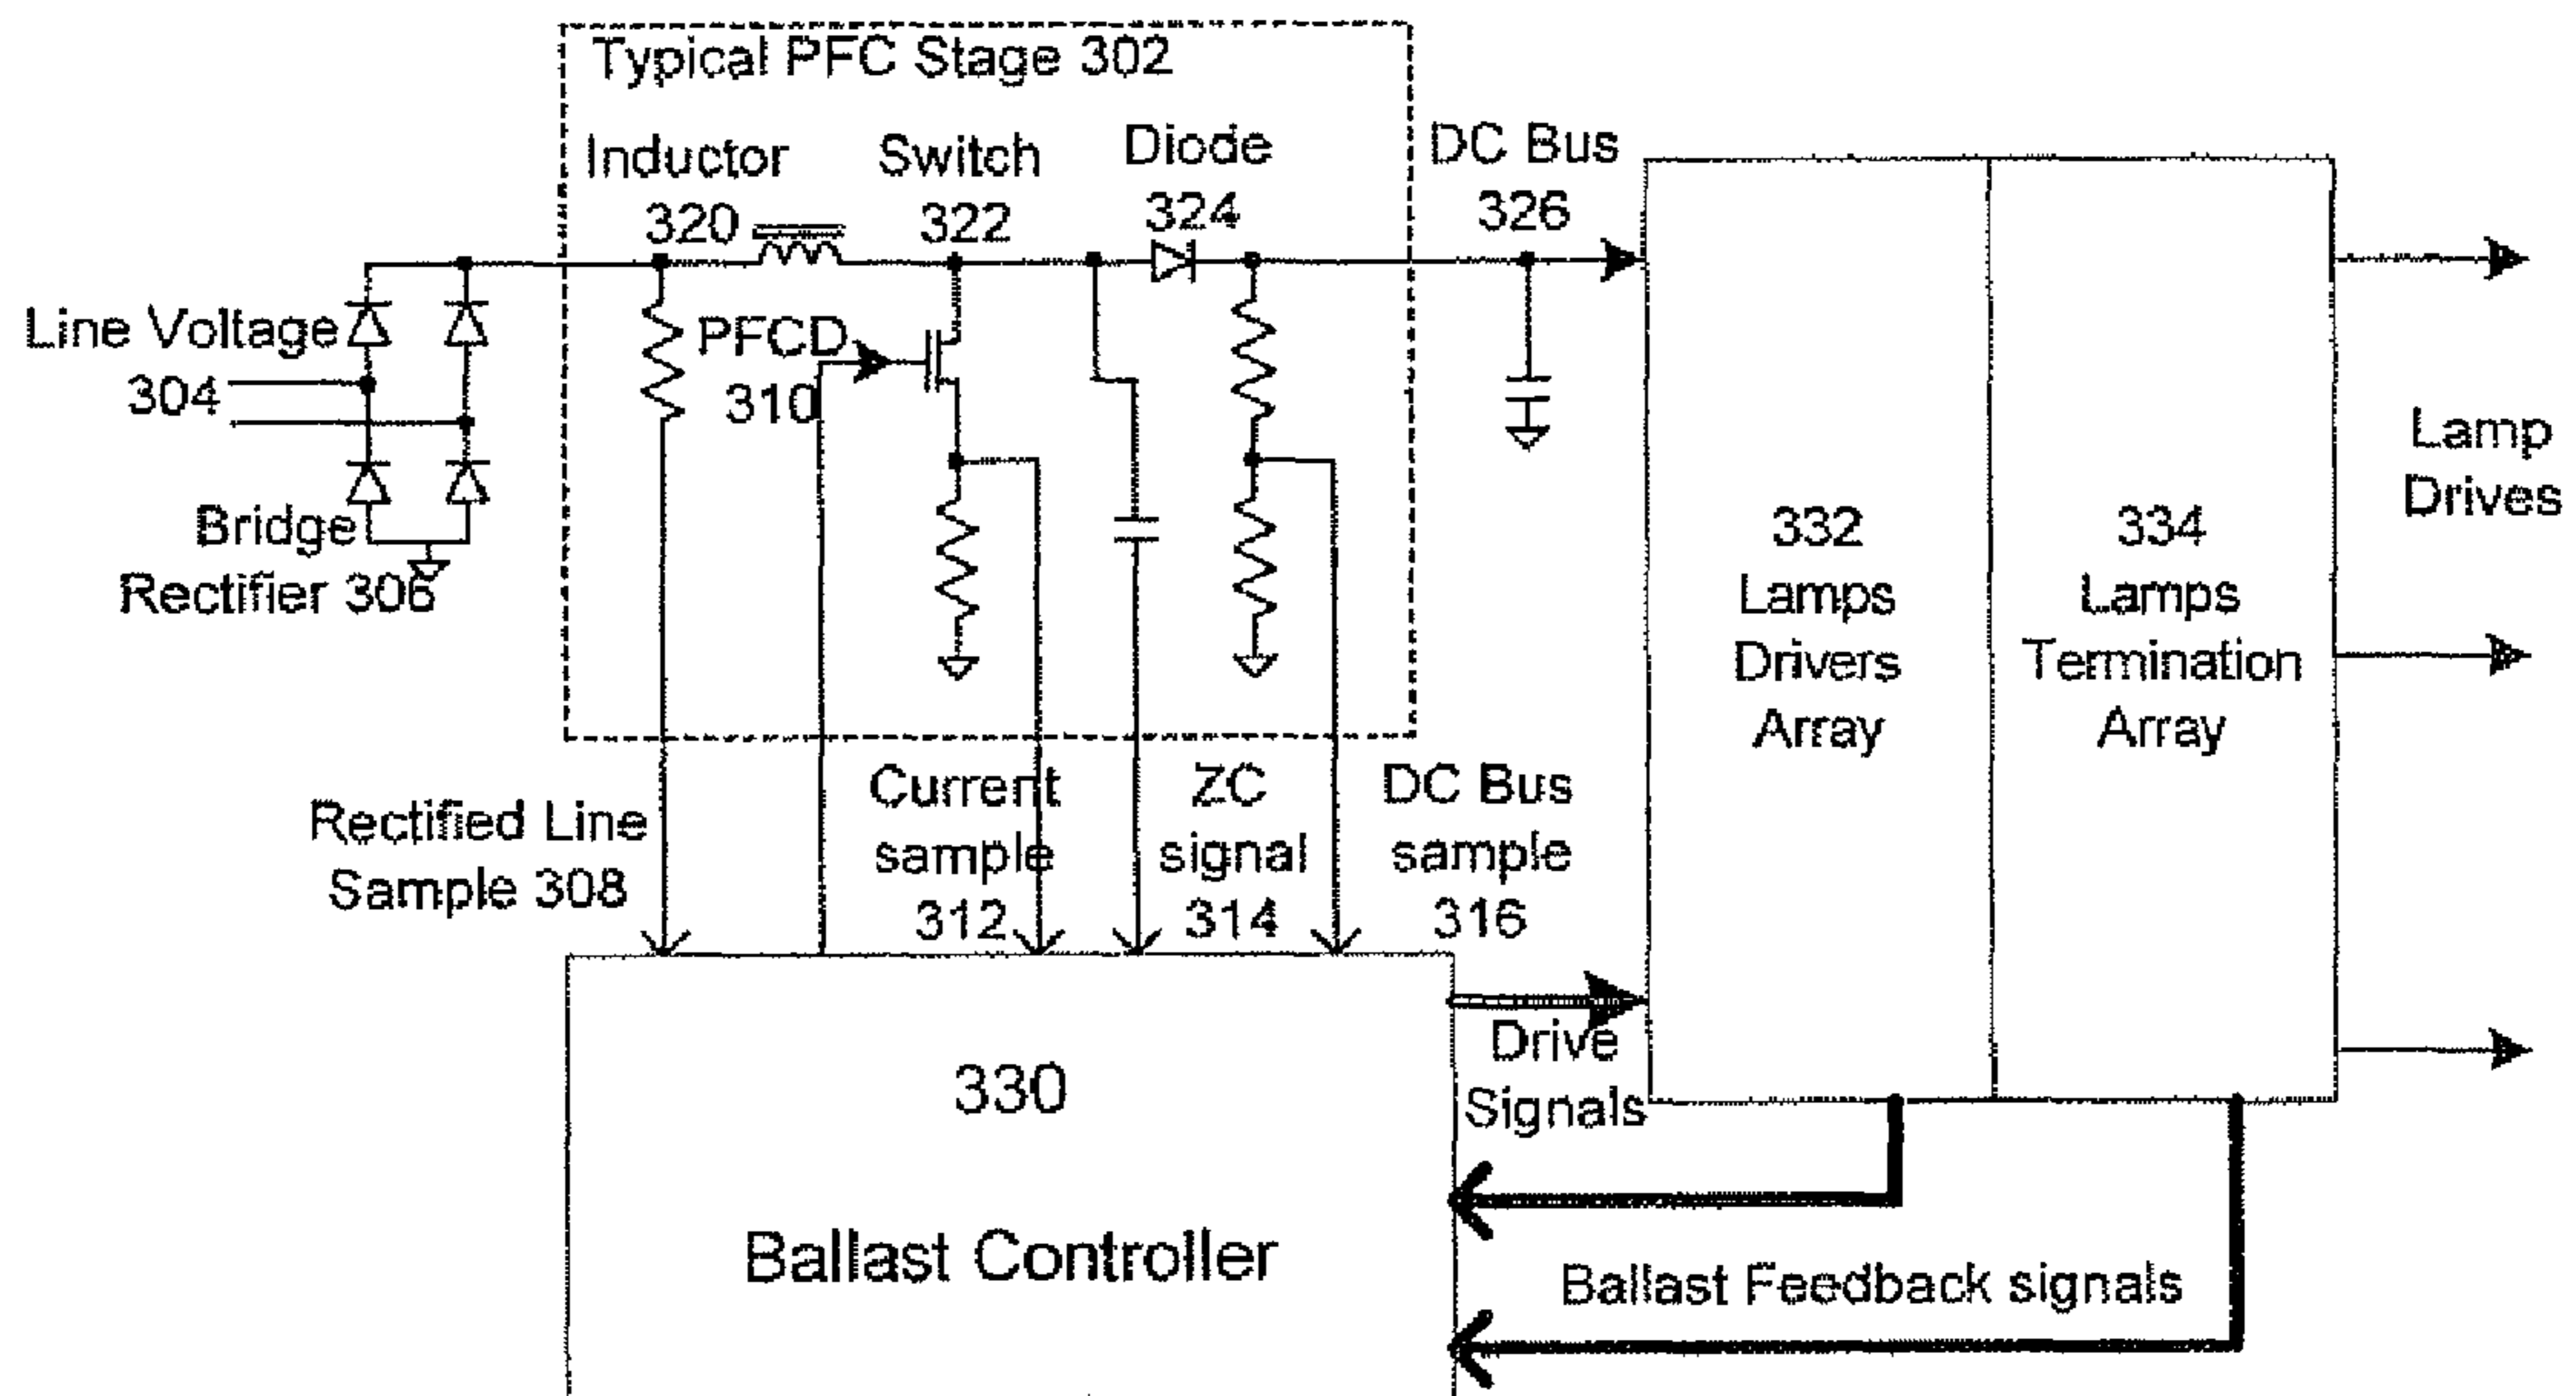 Typical PFC Stage 302
Inductor
320
Switch
322
Diode
324
DC Bus
326
Line Voltage
304
PFCD
310
Bridge
Rectifier 306
332
Lamps
Drivers
Array
334
Lamps
Termination
Array
Lamp
Drives
Rectified Line
Sample 308
Current
sample
312
ZC
signal
314
DC Bus
sample
316
Drive
Signals
330
Ballast Controller
Ballast Feedback signals